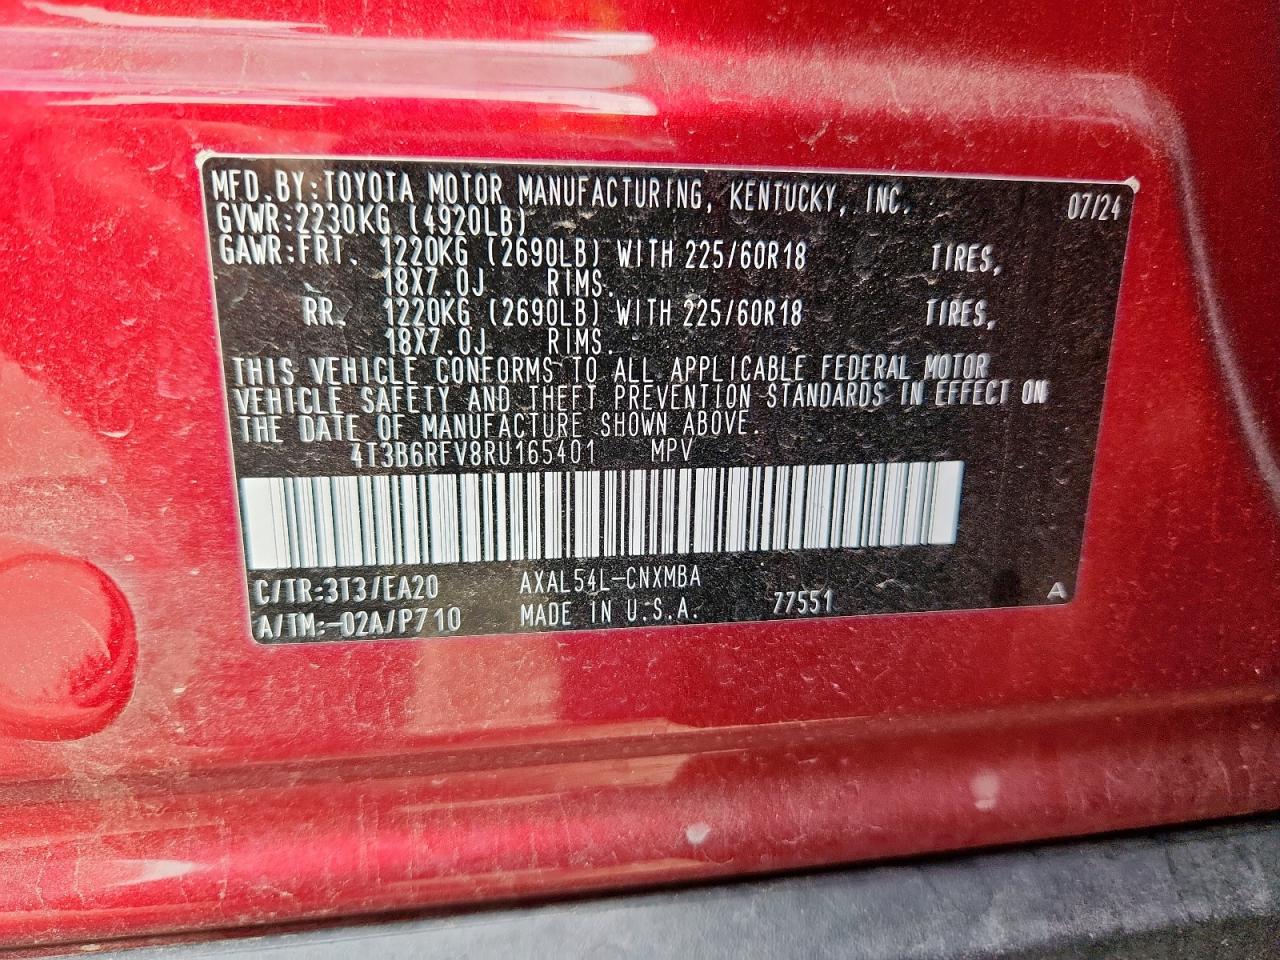 MFD.BY:TOYOTA MOTOR MANUFACTURING, KENTUCKY, INC. 07/24
GVWR:2230KG (4920LB)
GAWR:FRT. 1220KG (2690LB) WITH 225/60R18 TIRES,
18X7.0J RIMS.
RR. 1220KG (2690LB) WITH 225/60R18 TIRES,
18X7.0J RIMS.
THIS VEHICLE CONFORMS TO ALL APPLICABLE FEDERAL MOTOR
VEHICLE SAFETY AND THEFT PREVENTION STANDARDS IN EFFECT ON
THE DATE OF MANUFACTURE SHOWN ABOVE.
4T3B6RFV8RU165401 MPV
C/TR:3T3/EA20 AXAL54L-CNXMBA
A/TM:-02A/P710 MADE IN U.S.A. 77551 A